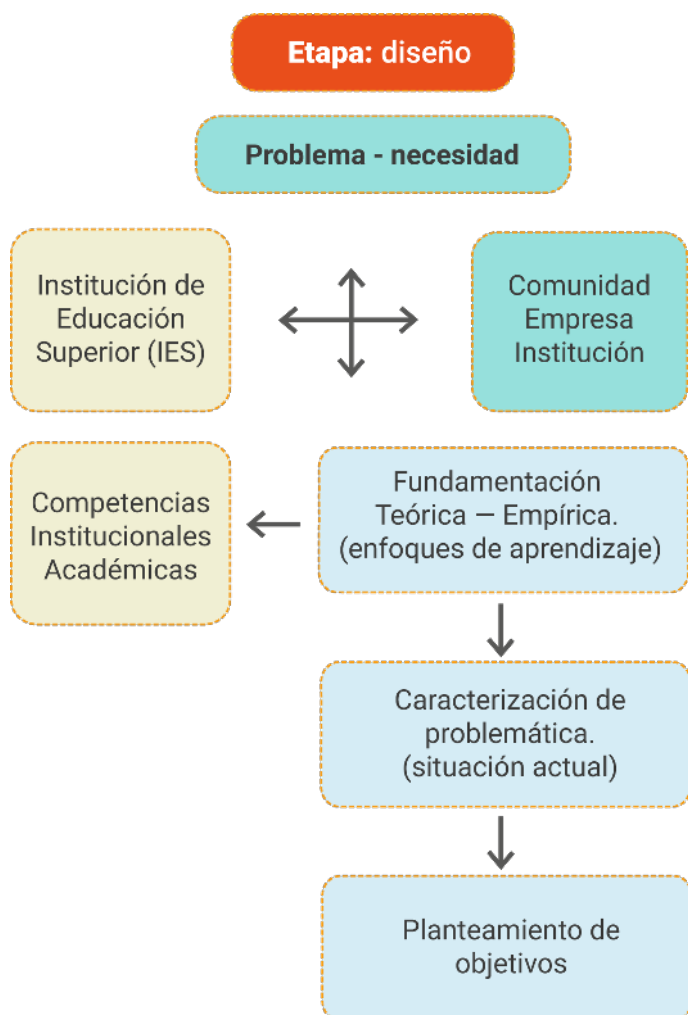 Etapa: diseño
Problema - necesidad
Institución de
Educación
Superior (IES)
Comunidad
Empresa
Institución
Competencias
Institucionales
Académicas
Fundamentación
Teórica — Empírica.
(enfoques de aprendizaje)
Caracterización de
problemática.
(situación actual)
Planteamiento de
objetivos